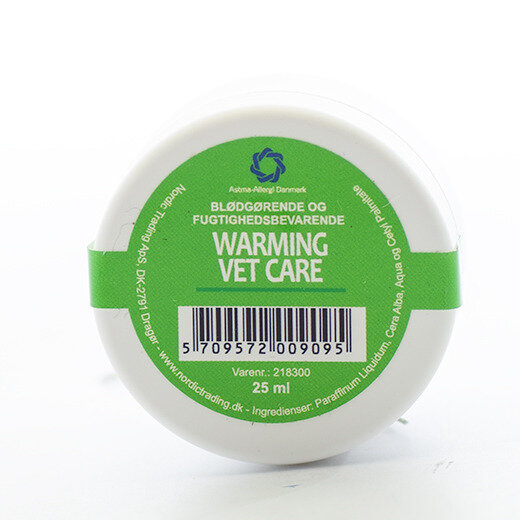 Astma-Allergi Danmark
BLØDGØRENDE OG
FUGTIGHEDSBEVARENDE
WARMING
VET CARE
5 709572 009095
Varenr.: 218300
25 ml
Nordic Trading ApS, DK-2791 Dragør - www.nordictrading.dk - Ingredienser: Paraffinum Liquidum, Cera Alba, Aqua og Cetyl Palmitate